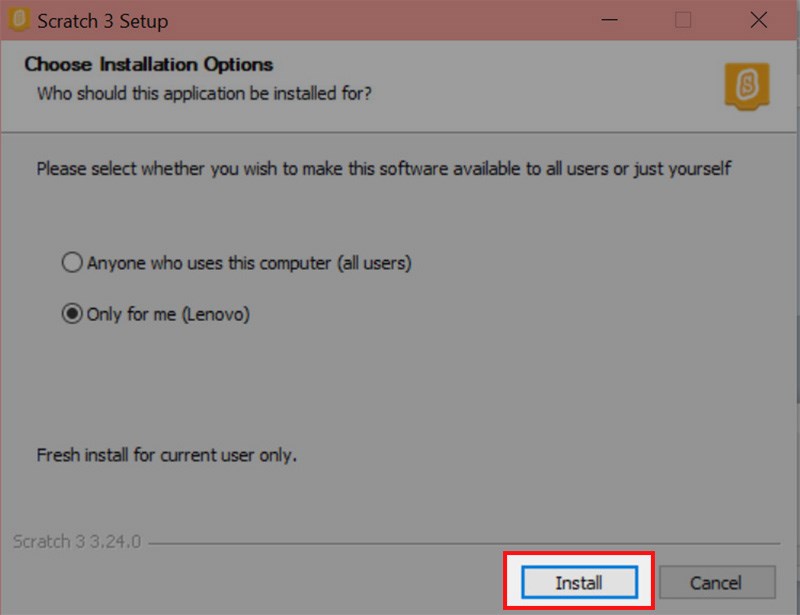 Scratch 3 Setup
Choose Installation Options
Who should this application be installed for?
Please select whether you wish to make this software available to all users or just yourself
Anyone who uses this computer (all users)
Only for me (Lenovo)
Fresh install for current user only.
Scratch 3 3.24.0
Install
Cancel